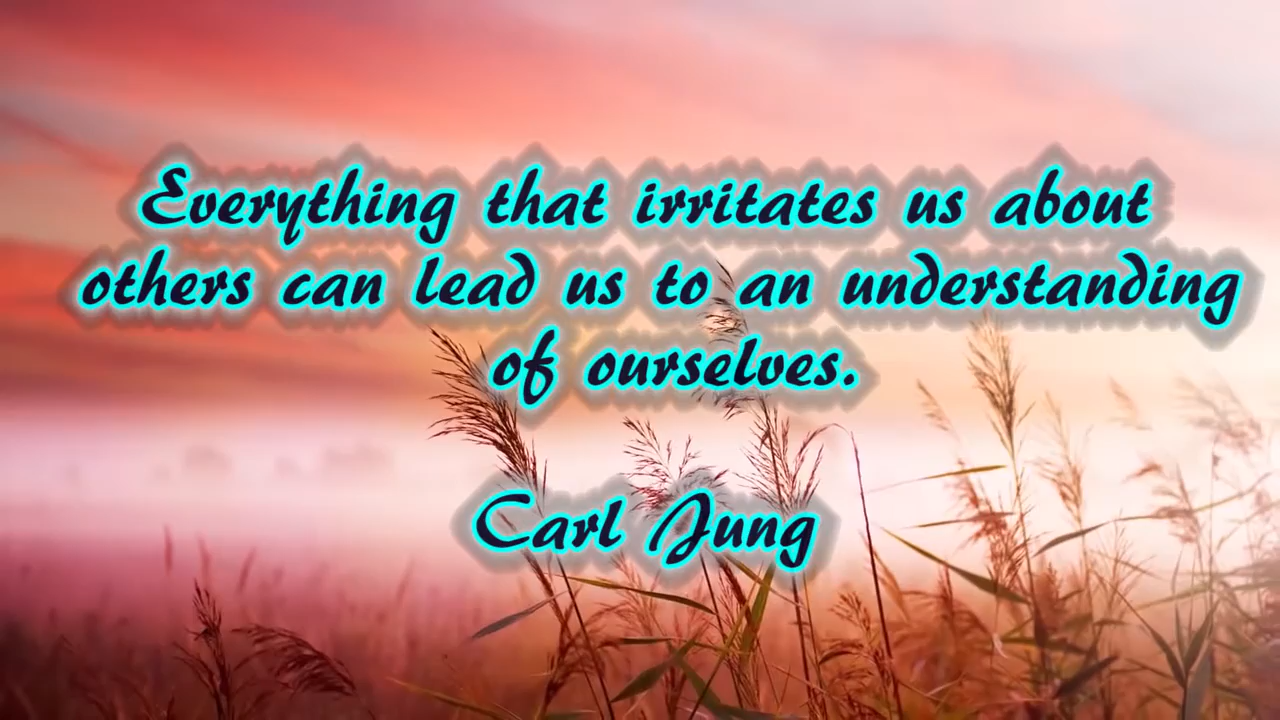 Everything that irritates us about
others can lead us to an understanding
of ourselves.
Carl Jung